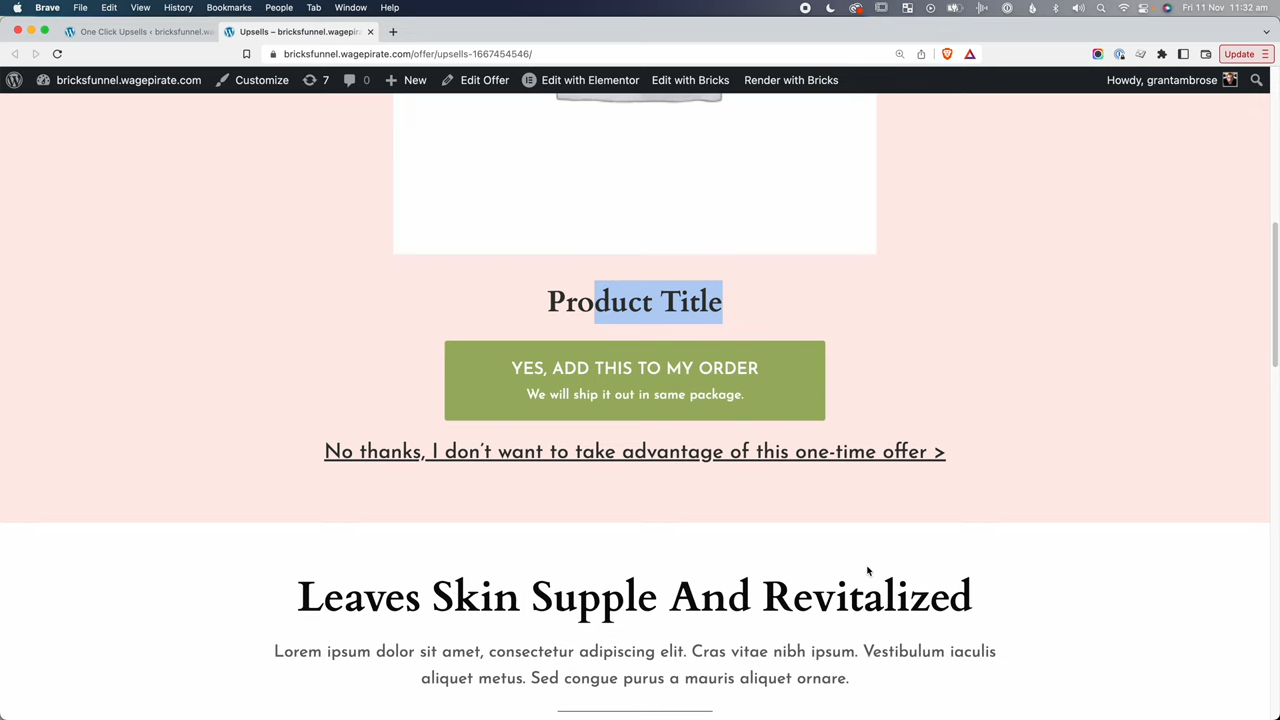 Brave File Edit View History Bookmarks People Tab Window Help Fri 11 Nov 11:32 am
One Click Upsells ‹ bricksfunnel.wa
Upsells – bricksfunnel.wagepira
bricksfunnel.wagepirate.com/offer/upsells-1667454546/ Update
bricksfunnel.wagepirate.com Customize 7 0 New Edit Offer Edit with Elementor Edit with Bricks Render with Bricks Howdy, grantambrose
Product Title
YES, ADD THIS TO MY ORDER
We will ship it out in same package.
No thanks, I don’t want to take advantage of this one-time offer >
Leaves Skin Supple And Revitalized
Lorem ipsum dolor sit amet, consectetur adipiscing elit. Cras vitae nibh ipsum. Vestibulum iaculis
aliquet metus. Sed congue purus a mauris aliquet ornare.